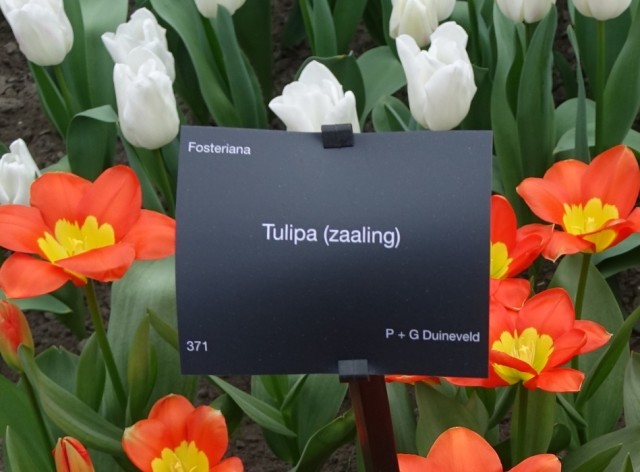 Fosteriana
Tulipa (zaaling)
371
P + G Duineveld